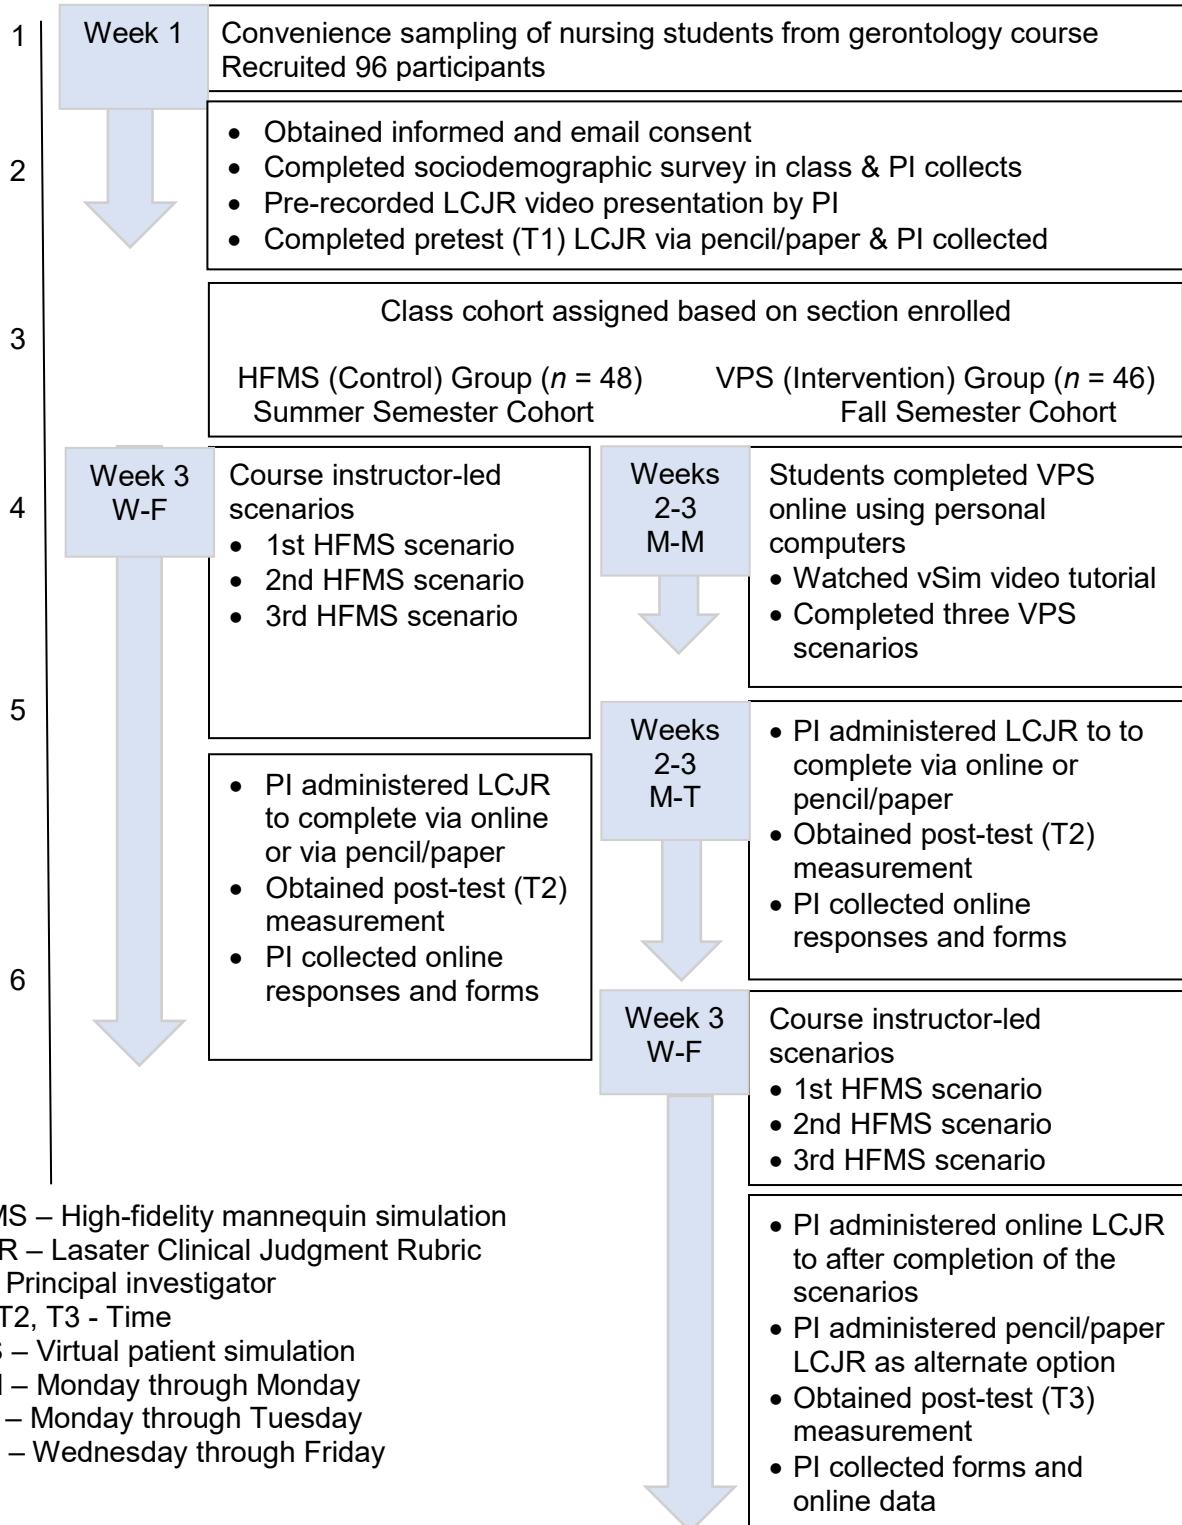 1
Week 1
Convenience sampling of nursing students from gerontology course
Recruited 96 participants
2
• Obtained informed and email consent
• Completed sociodemographic survey in class & PI collects
• Pre-recorded LCJR video presentation by PI
• Completed pretest (T1) LCJR via pencil/paper & PI collected
3
Class cohort assigned based on section enrolled
HFMS (Control) Group (n = 48)
Summer Semester Cohort
VPS (Intervention) Group (n = 46)
Fall Semester Cohort
4
Week 3
W-F
Course instructor-led
scenarios
• 1st HFMS scenario
• 2nd HFMS scenario
• 3rd HFMS scenario
Weeks
2-3
M-M
Students completed VPS
online using personal
computers
• Watched vSim video tutorial
• Completed three VPS
scenarios
5
• PI administered LCJR
to complete via online
or via pencil/paper
• Obtained post-test (T2)
measurement
• PI collected online
responses and forms
Weeks
2-3
M-T
• PI administered LCJR to to
complete via online or
pencil/paper
• Obtained post-test (T2)
measurement
• PI collected online
responses and forms
6
Week 3
W-F
Course instructor-led
scenarios
• 1st HFMS scenario
• 2nd HFMS scenario
• 3rd HFMS scenario
• PI administered online LCJR
to after completion of the
scenarios
• PI administered pencil/paper
LCJR as alternate option
• Obtained post-test (T3)
measurement
• PI collected forms and
online data
MS – High-fidelity mannequin simulation
R – Lasater Clinical Judgment Rubric
Principal investigator
T2, T3 - Time
– Virtual patient simulation
– Monday through Monday
– Monday through Tuesday
– Wednesday through Friday